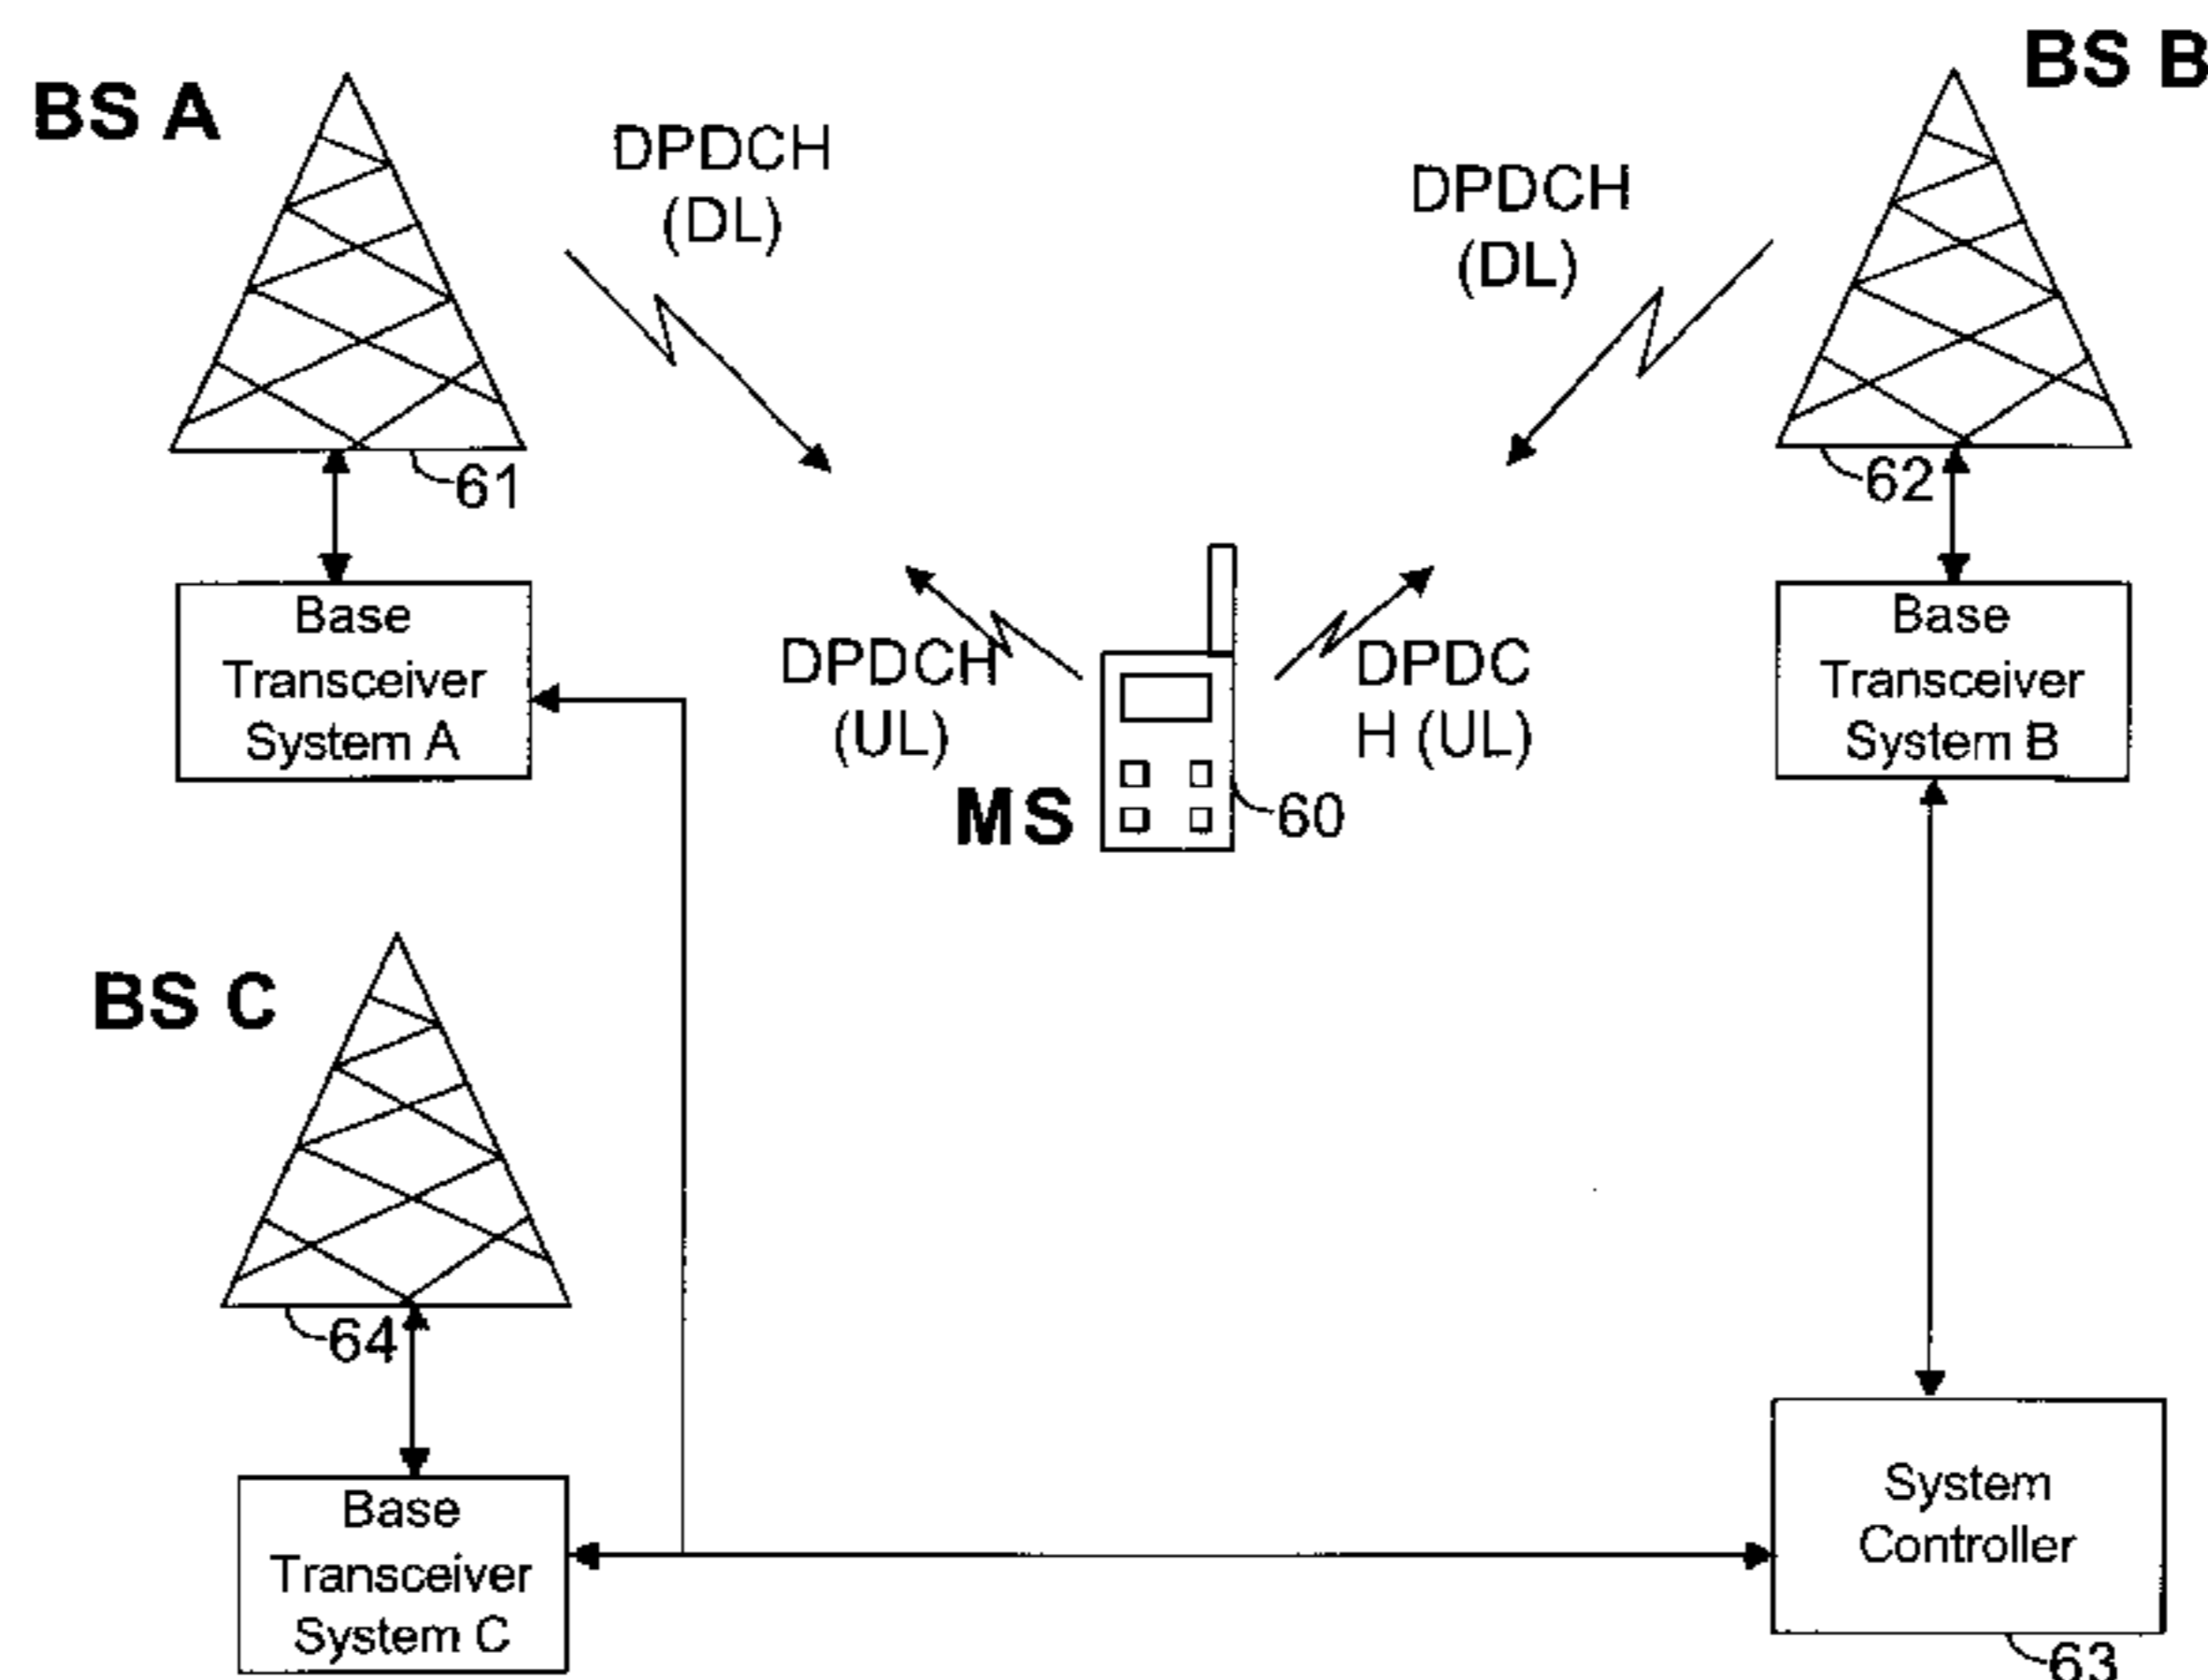 BS A
BS B
DPDCH
(DL)
DPDCH
(DL)
61
62
Base
Transceiver
System A
DPDCH
(UL)
DPDC
H (UL)
Base
Transceiver
System B
MS
60
BS C
64
Base
Transceiver
System C
System
Controller
63